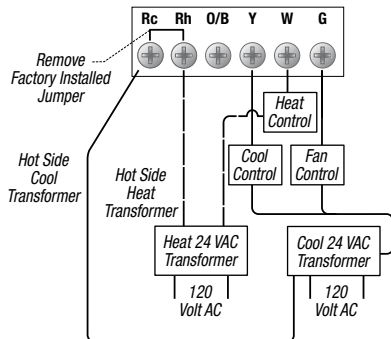 Rc Rh O/B Y W G
Remove
Factory Installed
Jumper
Heat
Control
Hot Side
Cool
Transformer
Hot Side
Heat
Transformer
Cool
Control
Fan
Control
Heat 24 VAC
Transformer
Cool 24 VAC
Transformer
120
Volt AC
120
Volt AC